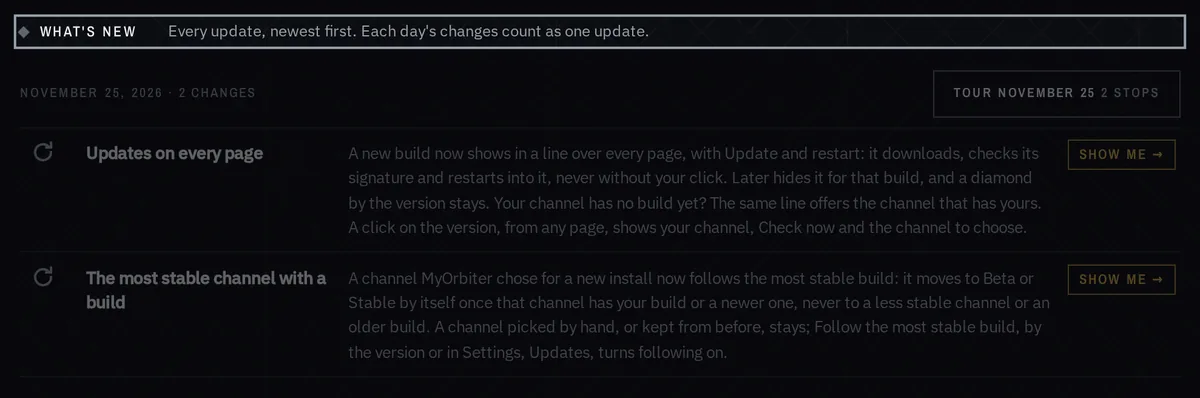 WHAT'S NEW Every update, newest first. Each day's changes count as one update.
NOVEMBER 25, 2026 · 2 CHANGES
TOUR NOVEMBER 25 2 STOPS
Updates on every page
A new build now shows in a line over every page, with Update and restart: it downloads, checks its
signature and restarts into it, never without your click. Later hides it for that build, and a diamond
by the version stays. Your channel has no build yet? The same line offers the channel that has yours.
A click on the version, from any page, shows your channel, Check now and the channel to choose.
SHOW ME →
The most stable channel with a
build
A channel MyOrbiter chose for a new install now follows the most stable build: it moves to Beta or
Stable by itself once that channel has your build or a newer one, never to a less stable channel or an
older build. A channel picked by hand, or kept from before, stays; Follow the most stable build, by
the version or in Settings, Updates, turns following on.
SHOW ME →